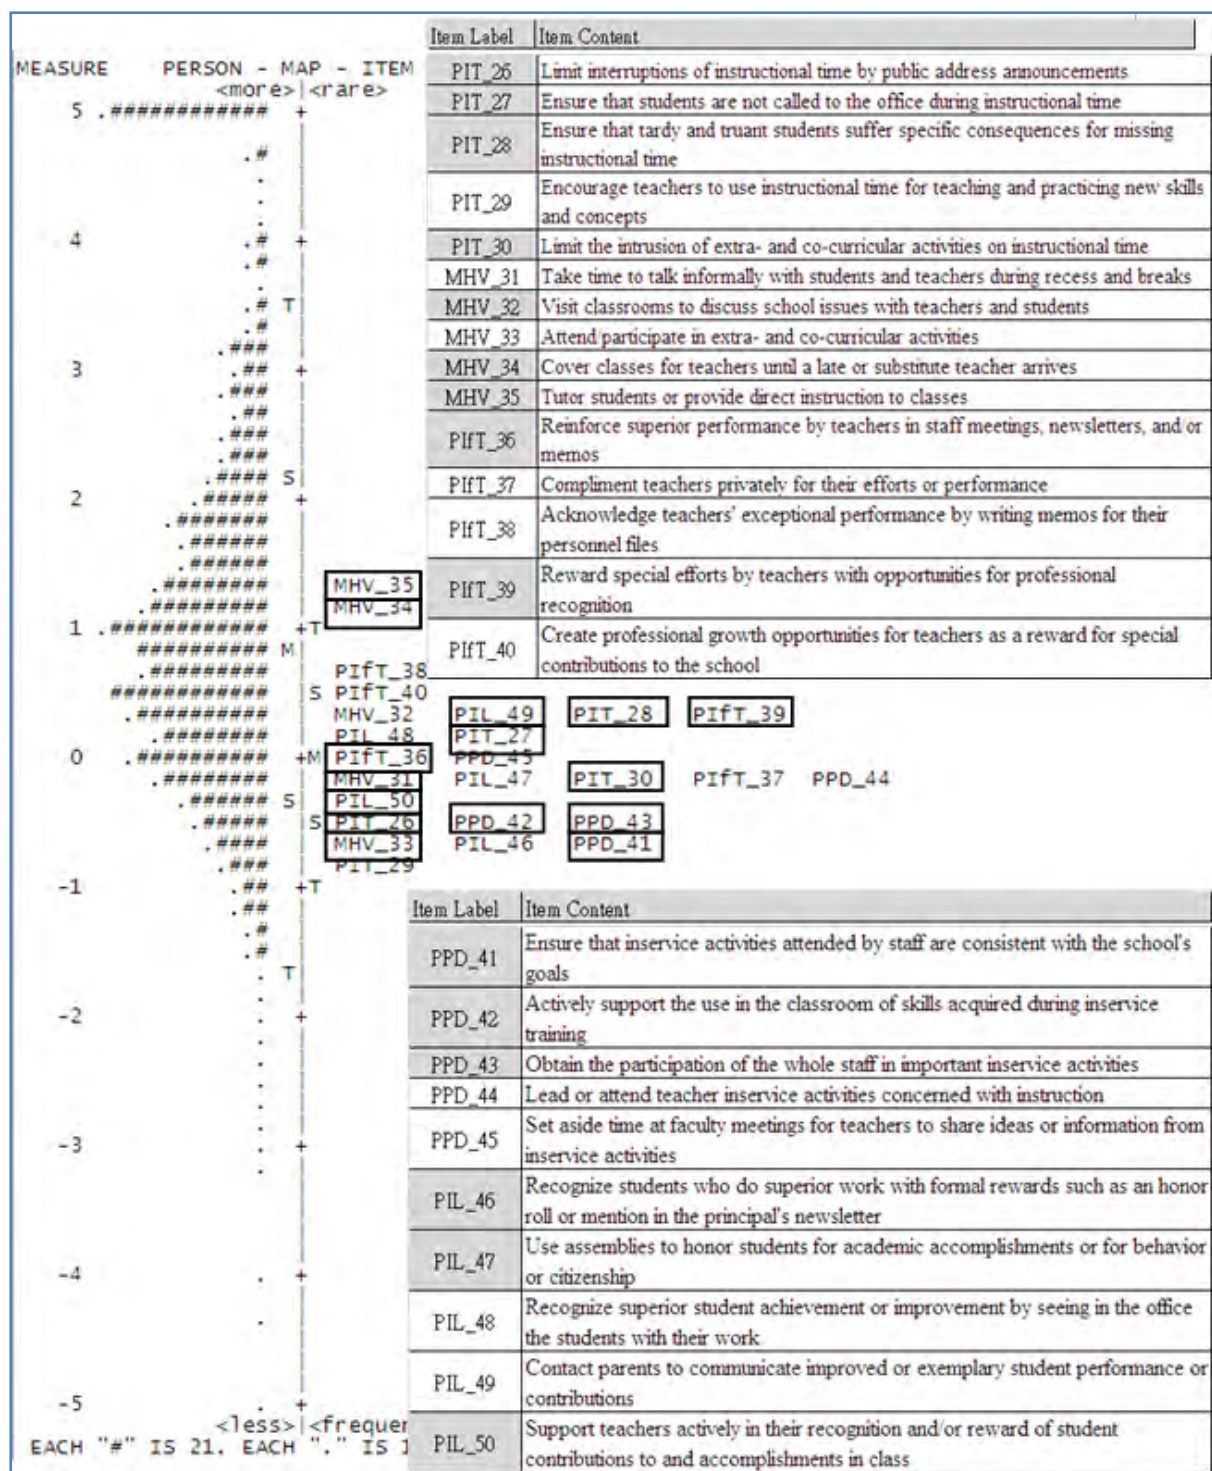 Item Label Item Content
MEASURE PERSON - MAP - ITEM
<more>|<rare>
PIT_26 Limit interruptions of instructional time by public address announcements
PIT_27 Ensure that students are not called to the office during instructional time
PIT_28 Ensure that tardy and truant students suffer specific consequences for missing
instructional time
PIT_29 Encourage teachers to use instructional time for teaching and practicing new skills
and concepts
PIT_30 Limit the intrusion of extra- and co-curricular activities on instructional time
MHV_31 Take time to talk informally with students and teachers during recess and breaks
MHV_32 Visit classrooms to discuss school issues with teachers and students
MHV_33 Attend/participate in extra- and co-curricular activities
MHV_34 Cover classes for teachers until a late or substitute teacher arrives
MHV_35 Tutor students or provide direct instruction to classes
PIfT_36 Reinforce superior performance by teachers in staff meetings, newsletters, and/or
memos
PIfT_37 Compliment teachers privately for their efforts or performance
PIfT_38 Acknowledge teachers' exceptional performance by writing memos for their
personnel files
PIfT_39 Reward special efforts by teachers with opportunities for professional
recognition
PIfT_40 Create professional growth opportunities for teachers as a reward for special
contributions to the school
5 .############ +
.#
.
.
.
4 .# +
.#
.
.# T
.#
.###
3 .## +
.###
.##
.###
.###
.#### S
2 .##### +
.#######
.######
.######
.######## MHV_35
.######### MHV_34
1 .############ +T
########## M
.######### PIfT_38
############ S PIfT_40
.########## MHV_32 PIL_49 PIT_28 PIfT_39
.######## PIL_48 PIT_27
0 .########## +M PIfT_36 PPD_45
.######## MHV_31 PIL_47 PIT_30 PIfT_37 PPD_44
.###### S PIL_50
.##### S PIT_26 PPD_42 PPD_43
.#### MHV_33 PIL_46 PPD_41
.### PIT_29
-1 .## +T
.##
.#
.#
. T
.
-2 . +
.
.
.
.
-3 . +
.
-4 . +
.
-5 . +
<less>|<frequen
EACH "#" IS 21. EACH "." IS 1
Item Label Item Content
PPD_41 Ensure that inservice activities attended by staff are consistent with the school's
goals
PPD_42 Actively support the use in the classroom of skills acquired during inservice
training
PPD_43 Obtain the participation of the whole staff in important inservice activities
PPD_44 Lead or attend teacher inservice activities concerned with instruction
PPD_45 Set aside time at faculty meetings for teachers to share ideas or information from
inservice activities
PIL_46 Recognize students who do superior work with formal rewards such as an honor
roll or mention in the principal's newsletter
PIL_47 Use assemblies to honor students for academic accomplishments or for behavior
or citizenship
PIL_48 Recognize superior student achievement or improvement by seeing in the office
the students with their work
PIL_49 Contact parents to communicate improved or exemplary student performance or
contributions
PIL_50 Support teachers actively in their recognition and/or reward of student
contributions to and accomplishments in class